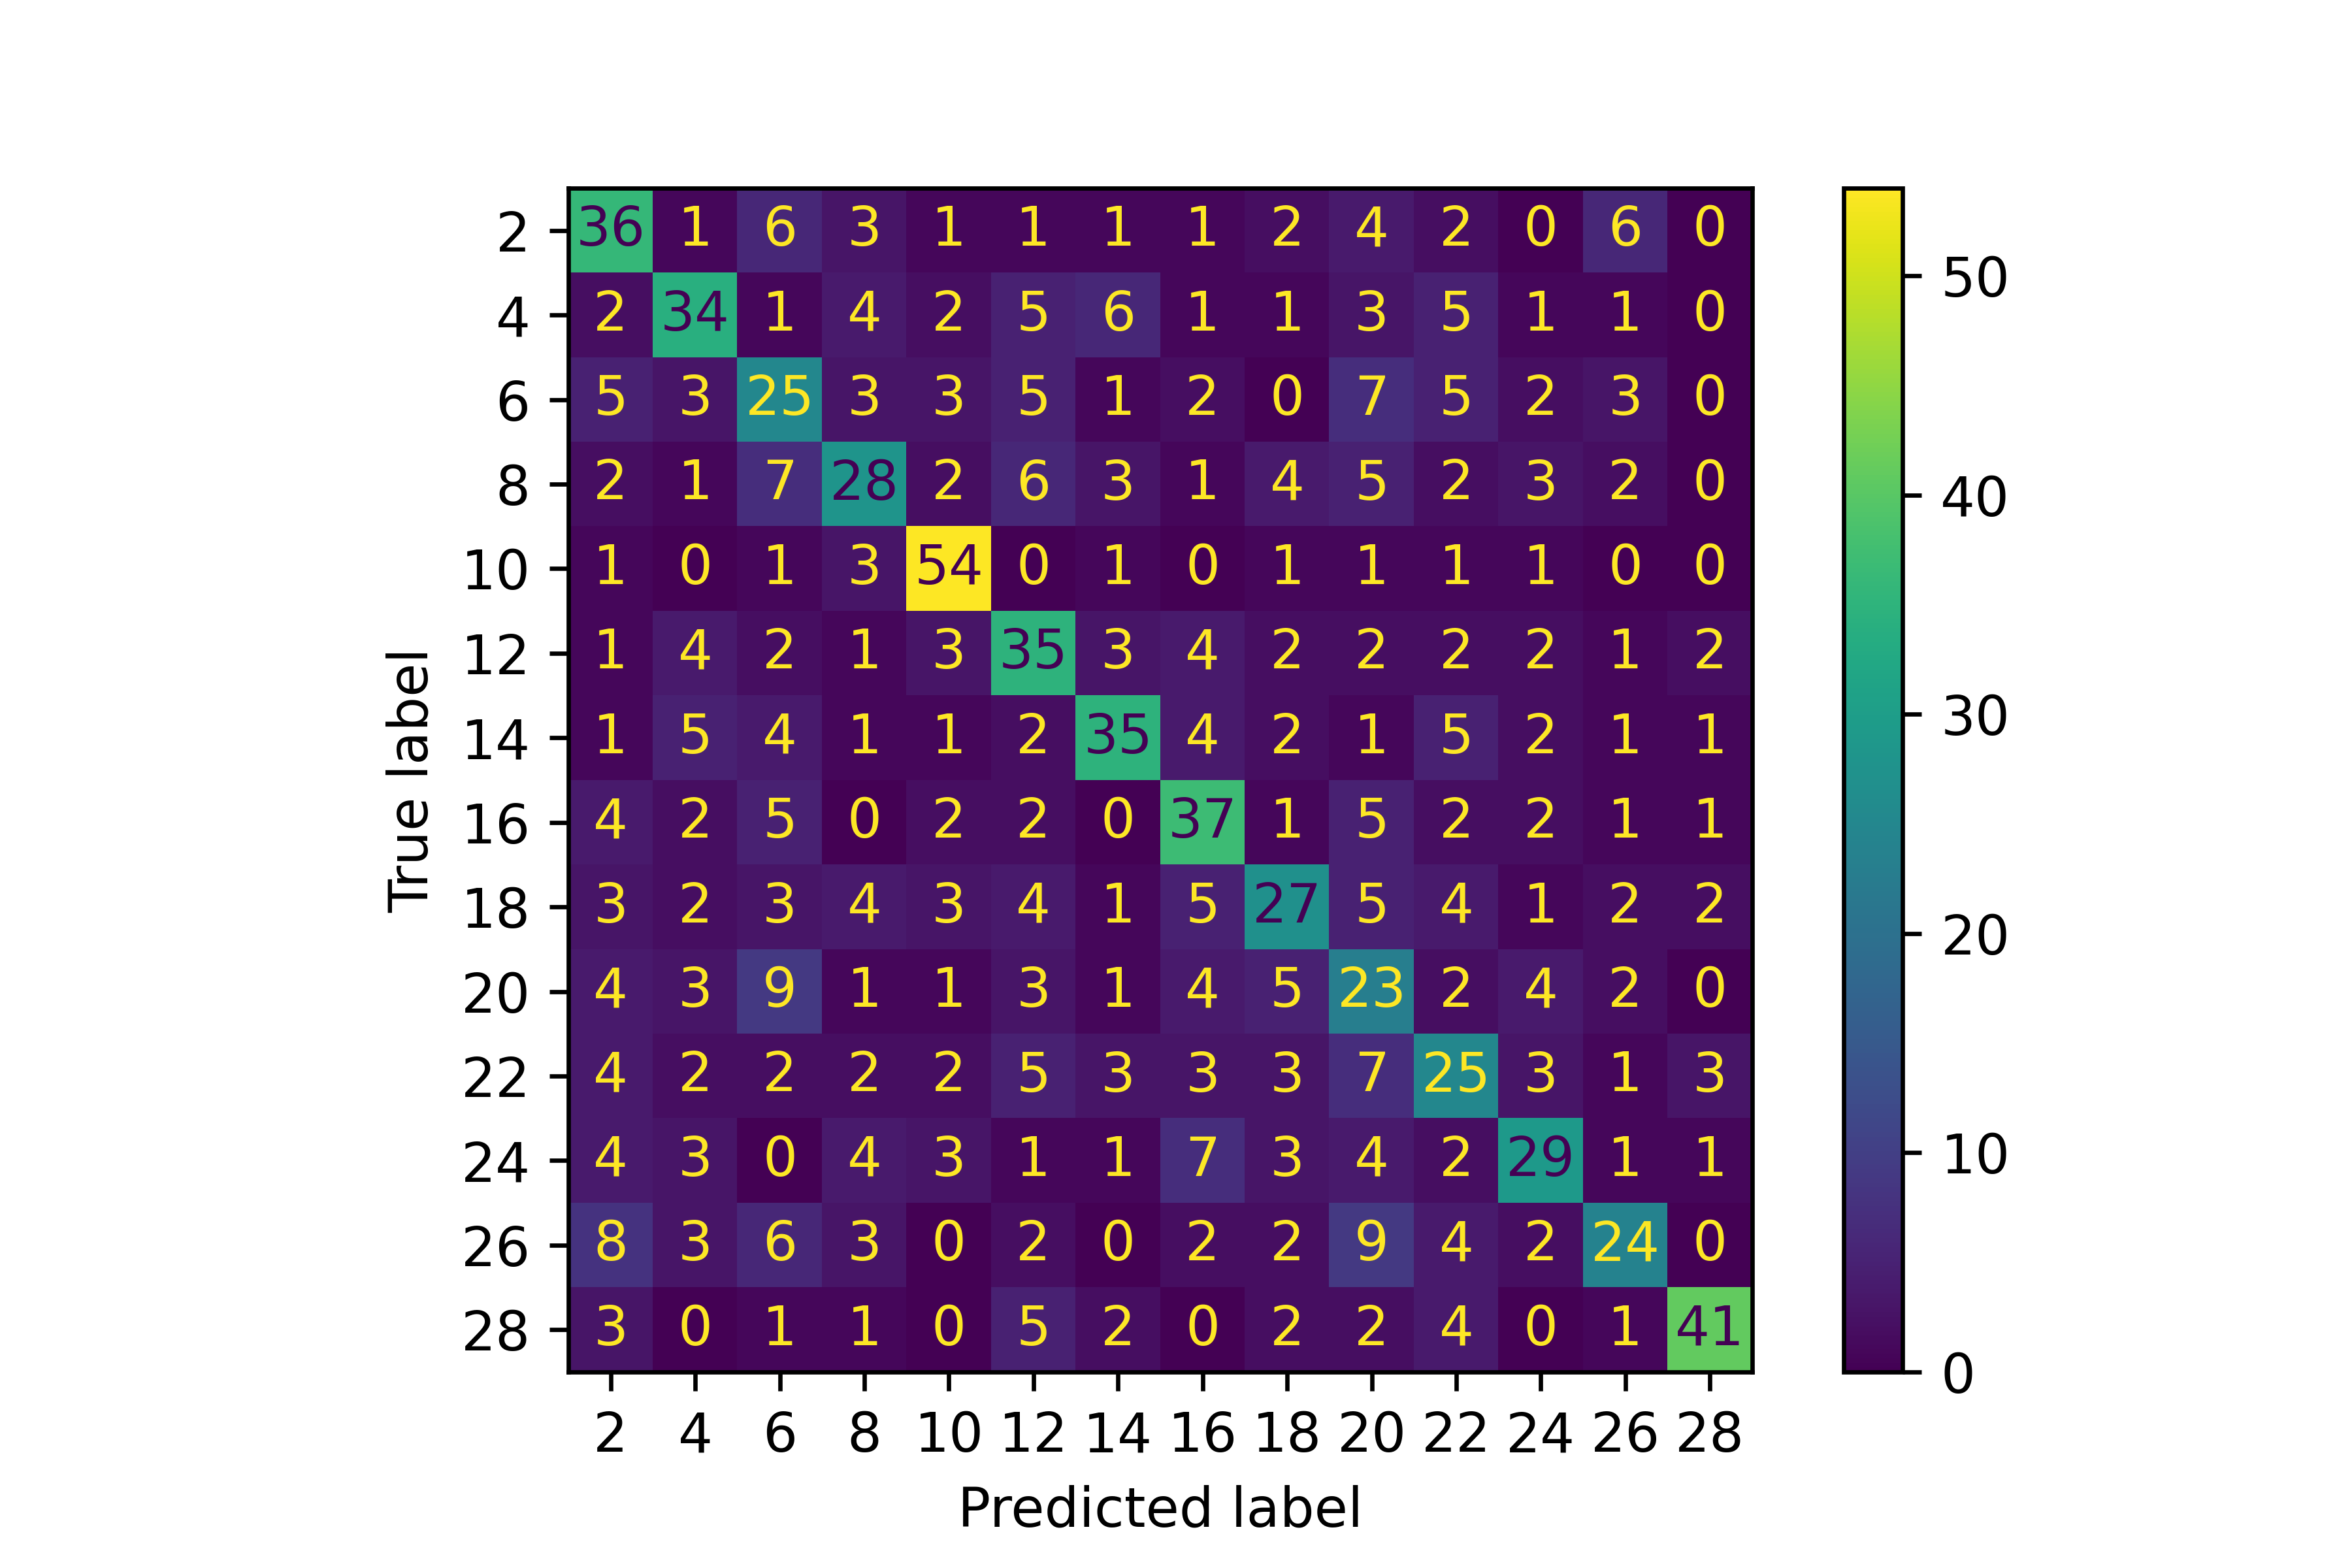 2 36 1 6 3 1 1 1 1 2 4 2 0 6 0
4 2 34 1 4 2 5 6 1 1 3 5 1 1 0
6 5 3 25 3 3 5 1 2 0 7 5 2 3 0
8 2 1 7 28 2 6 3 1 4 5 2 3 2 0
10 1 0 1 3 54 0 1 0 1 1 1 1 0 0
12 1 4 2 1 3 35 3 4 2 2 2 2 1 2
14 1 5 4 1 1 2 35 4 2 1 5 2 1 1
16 4 2 5 0 2 2 0 37 1 5 2 2 1 1
18 3 2 3 4 3 4 1 5 27 5 4 1 2 2
20 4 3 9 1 1 3 1 4 5 23 2 4 2 0
22 4 2 2 2 2 5 3 3 3 7 25 3 1 3
24 4 3 0 4 3 1 1 7 3 4 2 29 1 1
26 8 3 6 3 0 2 0 2 2 9 4 2 24 0
28 3 0 1 1 0 5 2 0 2 2 4 0 1 41
2 4 6 8 10 12 14 16 18 20 22 24 26 28
Predicted label
True label
50
40
30
20
10
0